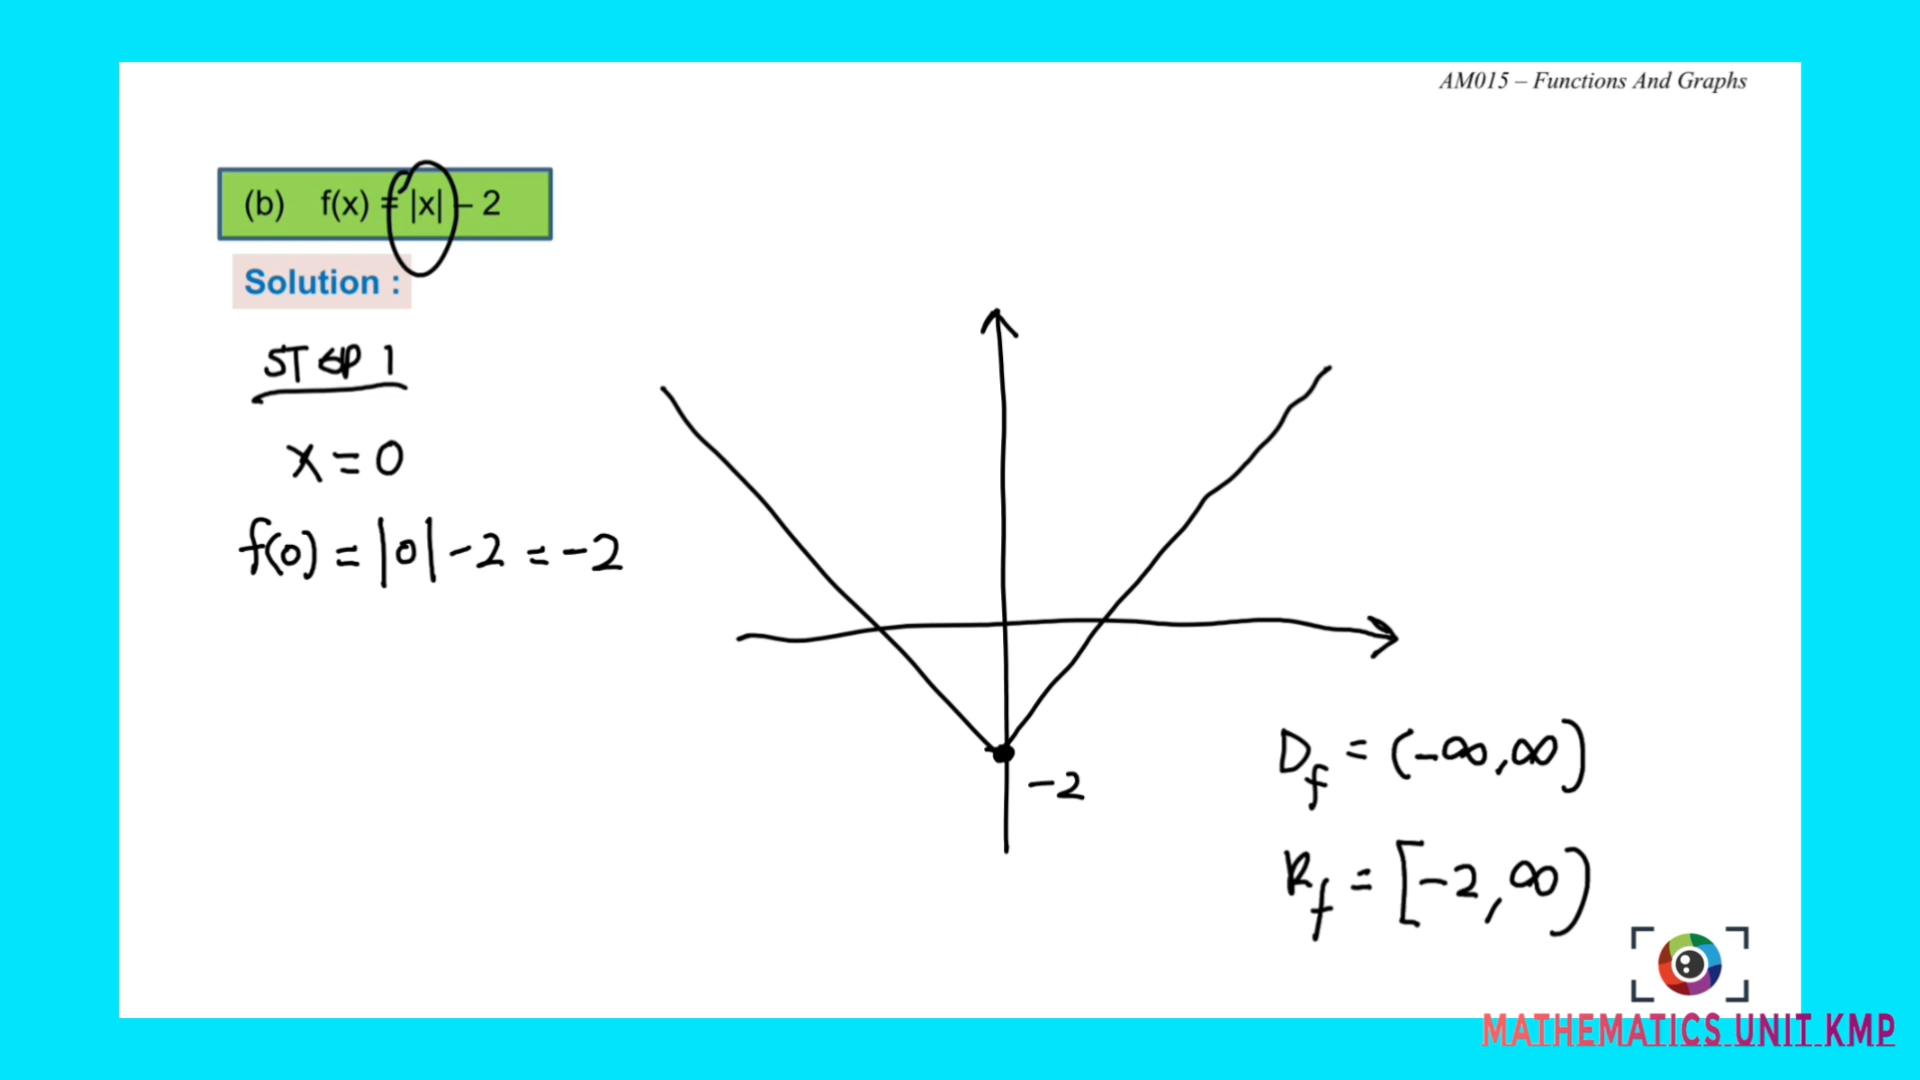 AM015 – Functions And Graphs
(b) f(x) = |x| – 2
Solution :
STEP 1
x = 0
f(0) = |0| - 2 = -2
-2
Df = (-∞, ∞)
Rf = [-2, ∞)
MATHEMATICS UNIT KMP